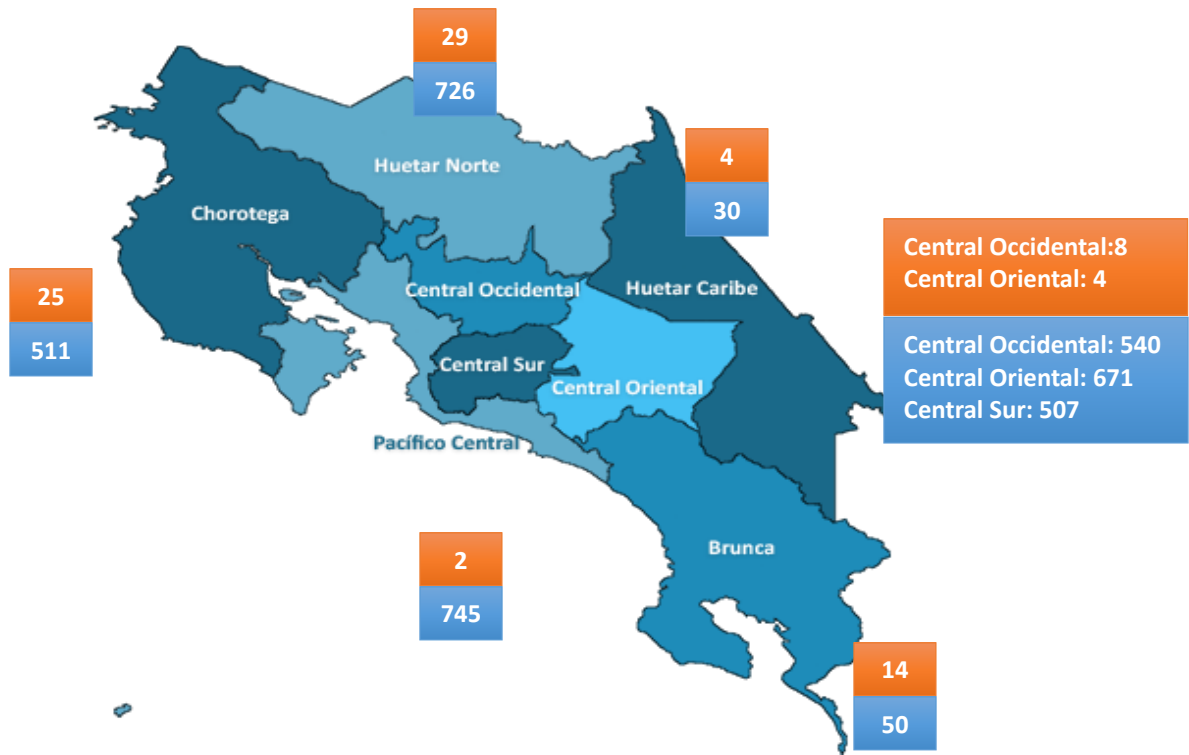 29
726
4
30
Huetar Norte
Chorotega
Central Occidental:8
Central Oriental: 4
25
511
Central Occidental
Huetar Caribe
Central Occidental: 540
Central Oriental: 671
Central Sur: 507
Central Sur
Central Oriental
Pacífico Central
2
745
Brunca
14
50